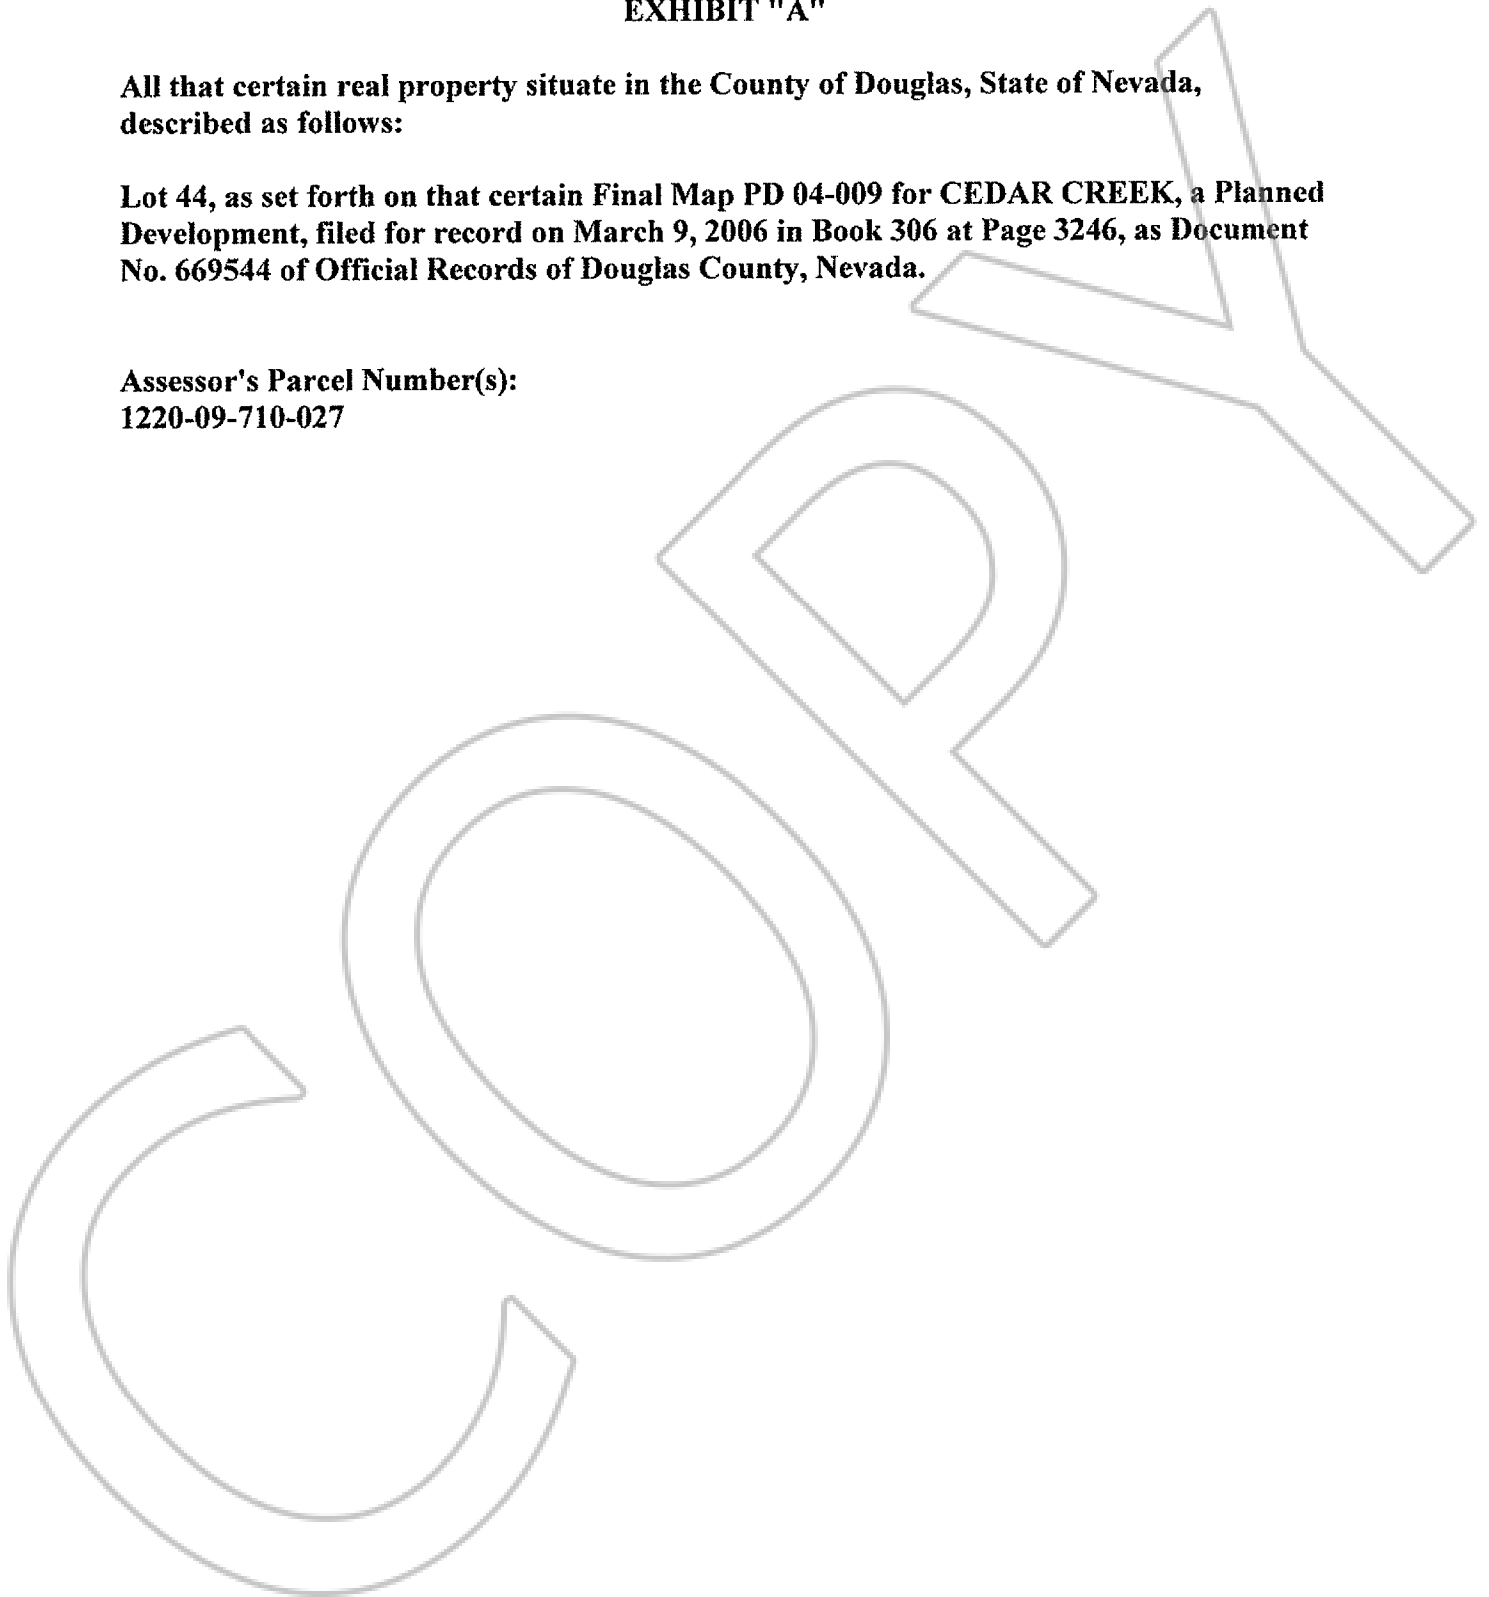 EXHIBIT "A"
All that certain real property situate in the County of Douglas, State of Nevada,
described as follows:
Lot 44, as set forth on that certain Final Map PD 04-009 for CEDAR CREEK, a Planned
Development, filed for record on March 9, 2006 in Book 306 at Page 3246, as Document
No. 669544 of Official Records of Douglas County, Nevada.
Assessor's Parcel Number(s):
1220-09-710-027
COPY